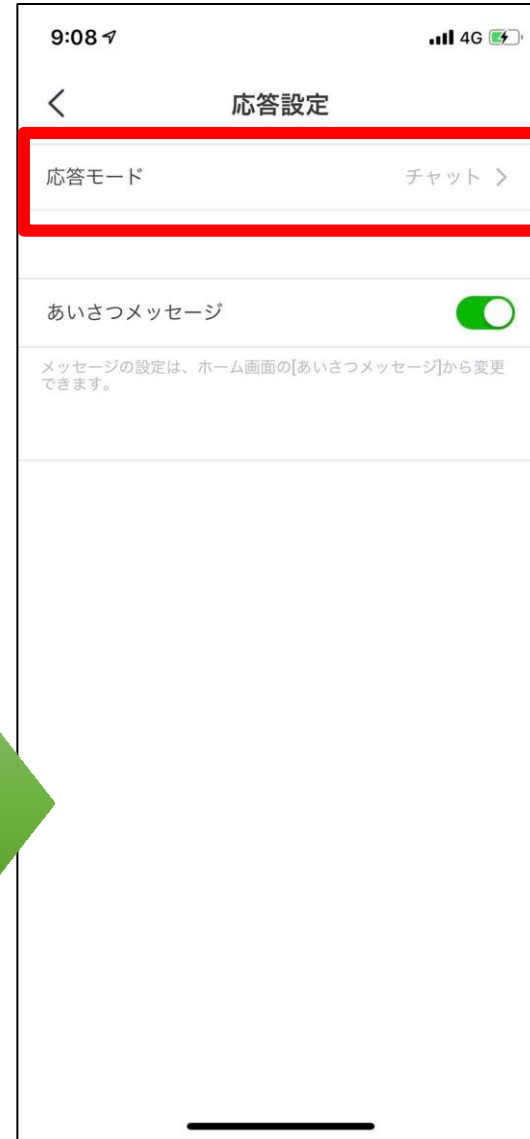 9:08
4G
応答設定
応答モード チャット
あいさつメッセージ
メッセージの設定は、ホーム画面の[あいさつメッセージ]から変更
できます。